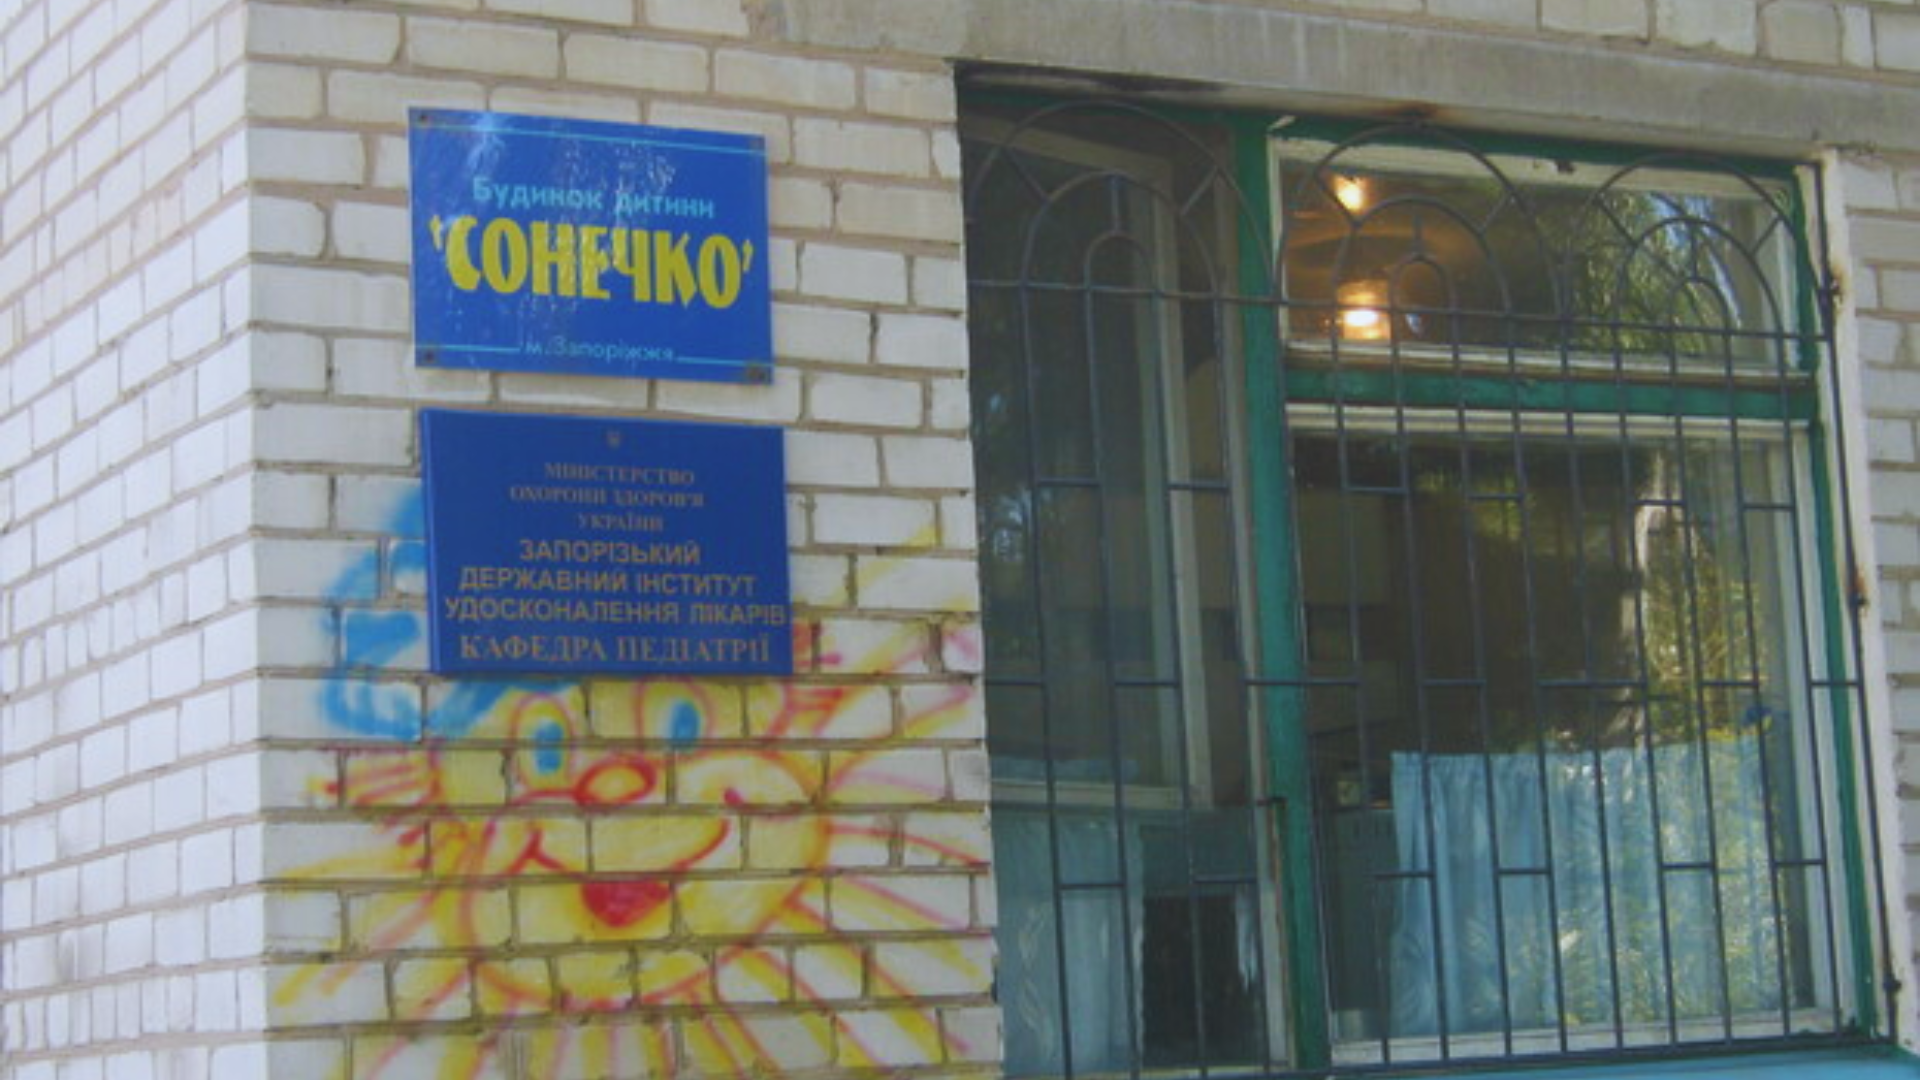 Будинок дитини
"СОНЕЧКО"
м. Запоріжжя
МІНІСТЕРСТВО
ОХОРОНИ ЗДОРОВ'Я
УКРАЇНИ
ЗАПОРІЗЬКИЙ
ДЕРЖАВНИЙ ІНСТИТУТ
УДОСКОНАЛЕННЯ ЛІКАРІВ
КАФЕДРА ПЕДІАТРІЇ